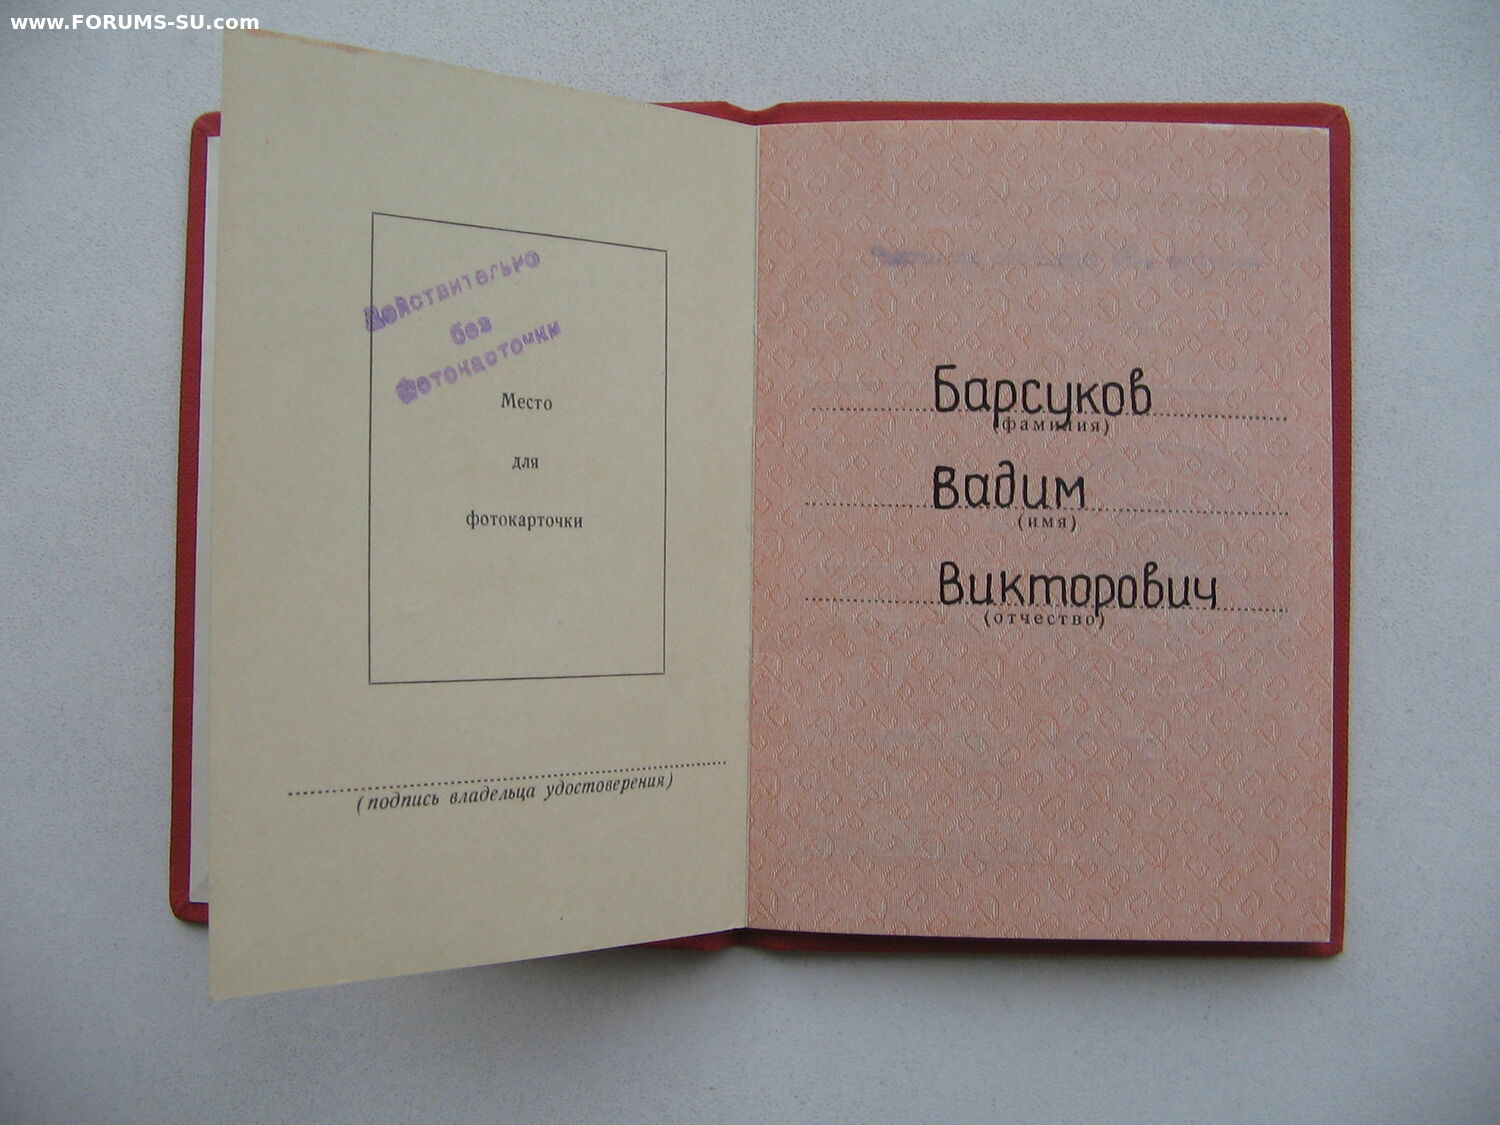 www.FORUMS-SU.com
Действительно
без
фотокарточки
Место
для
фотокарточки
(подпись владельца удостоверения)
Барсуков
(фамилия)
Вадим
(имя)
Викторович
(отчество)